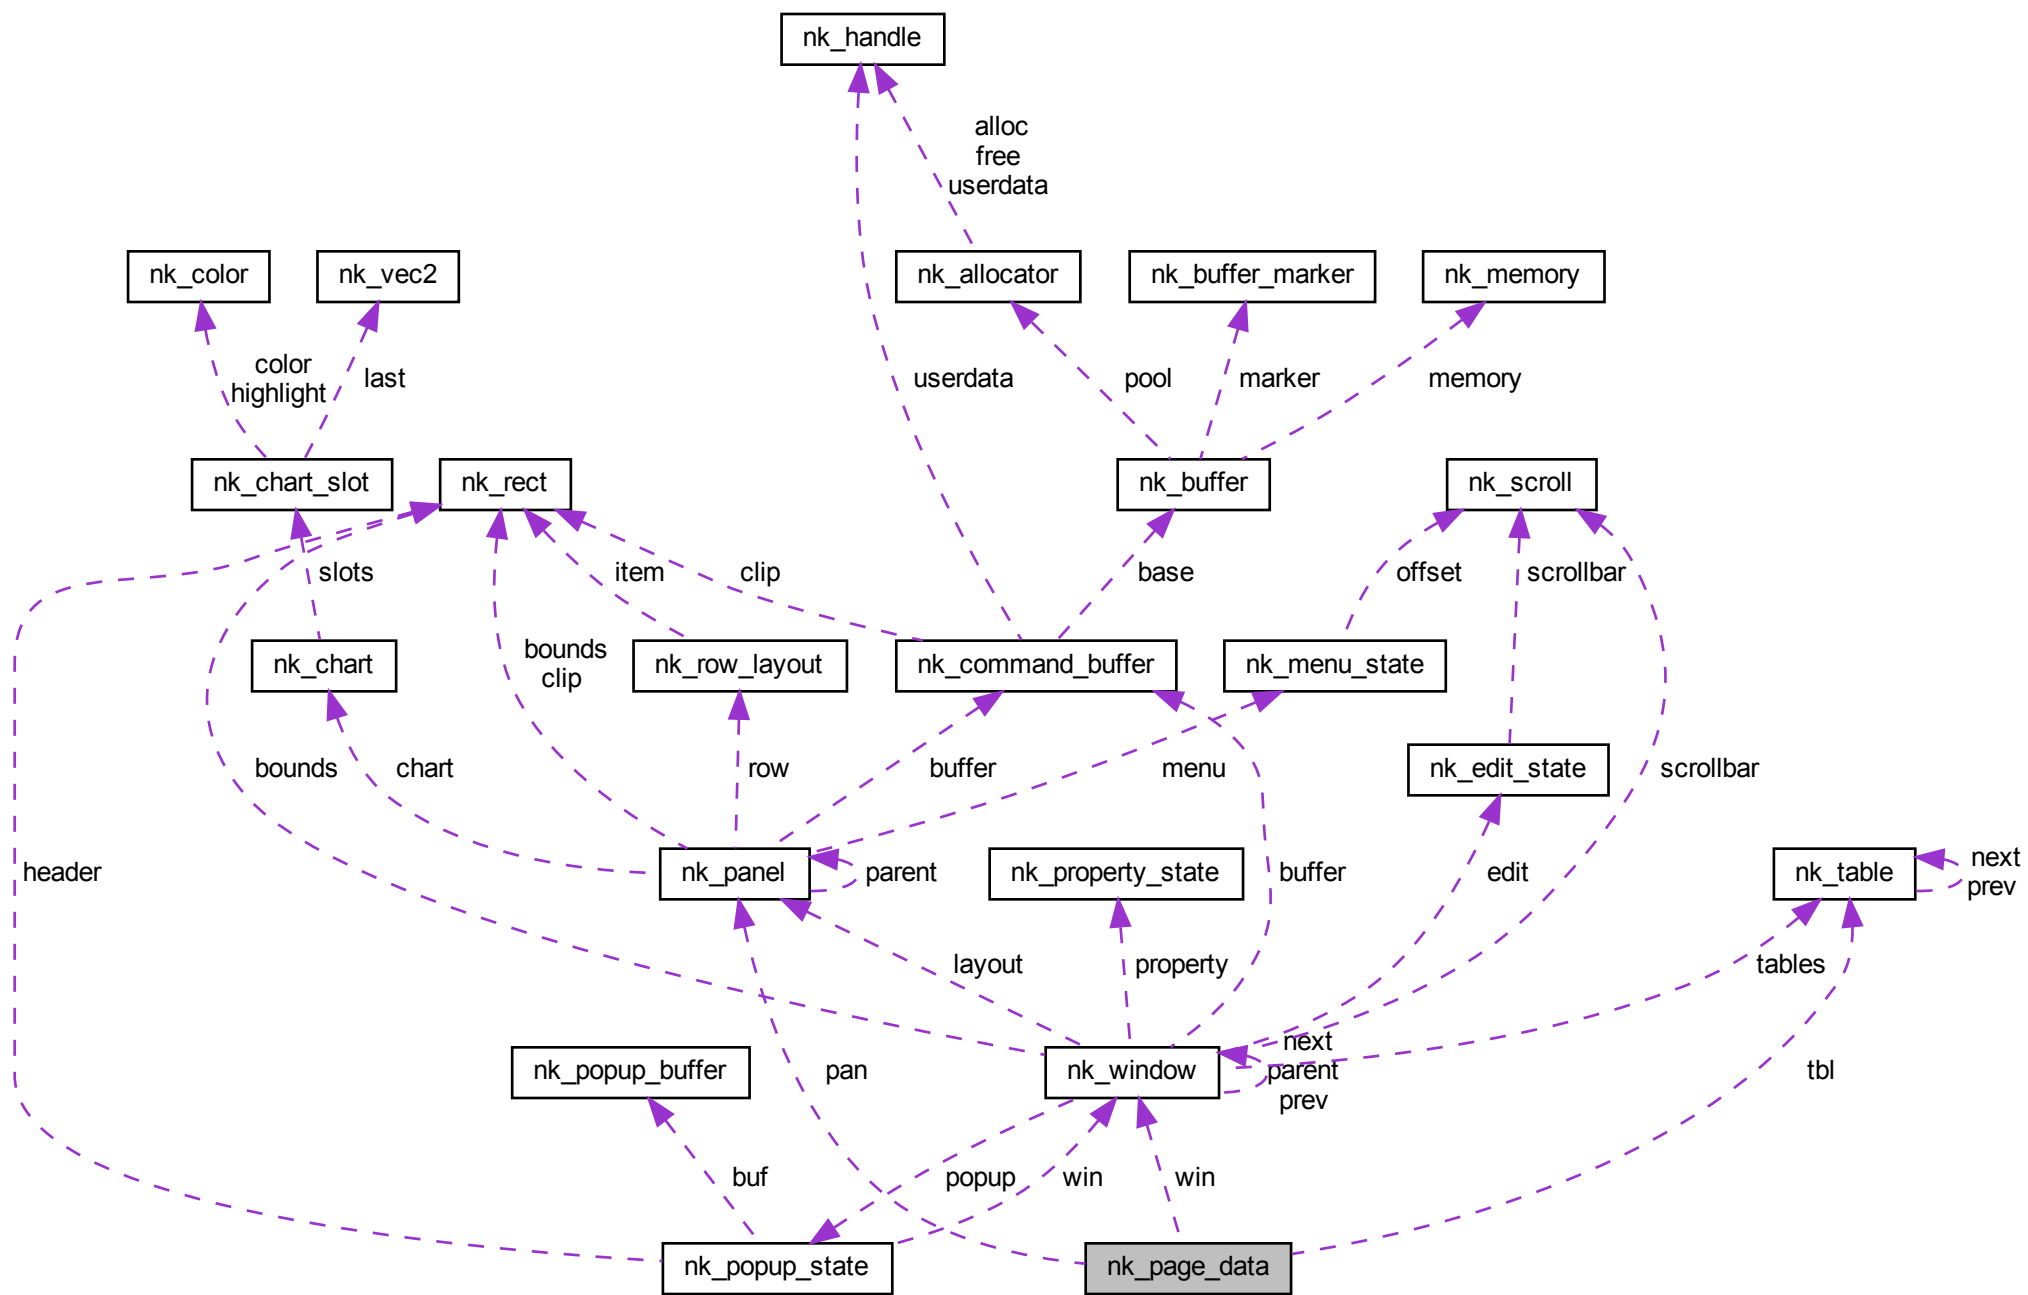 nk_handle
alloc
free
userdata
nk_color
nk_vec2
nk_allocator
nk_buffer_marker
nk_memory
color
highlight
last
userdata
pool
marker
memory
nk_chart_slot
nk_rect
nk_buffer
nk_scroll
slots
item
clip
base
offset
scrollbar
bounds
clip
nk_chart
nk_row_layout
nk_command_buffer
nk_menu_state
bounds
chart
row
buffer
menu
nk_edit_state
scrollbar
header
nk_panel
parent
nk_property_state
buffer
edit
nk_table
next
prev
layout
property
tables
nk_popup_buffer
pan
nk_window
next
parent
prev
tbl
buf
popup
win
win
nk_popup_state
nk_page_data